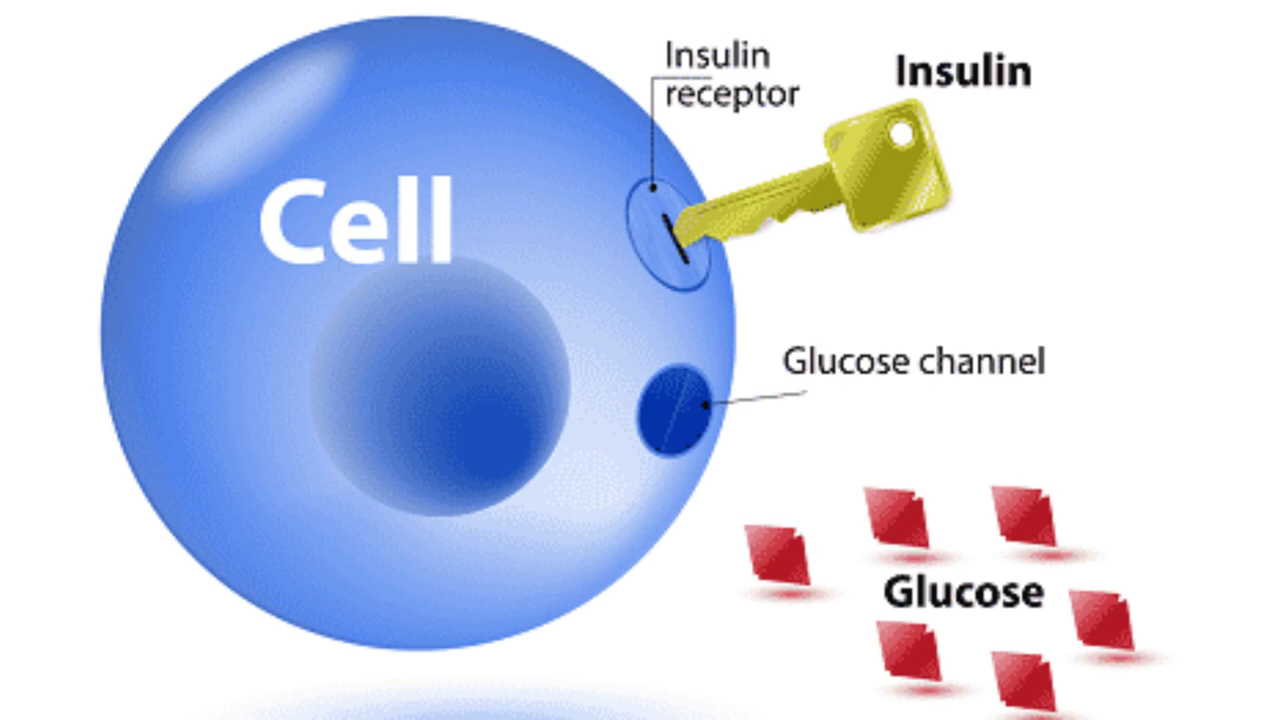 Insulin
receptor
Insulin
Cell
Glucose channel
Glucose